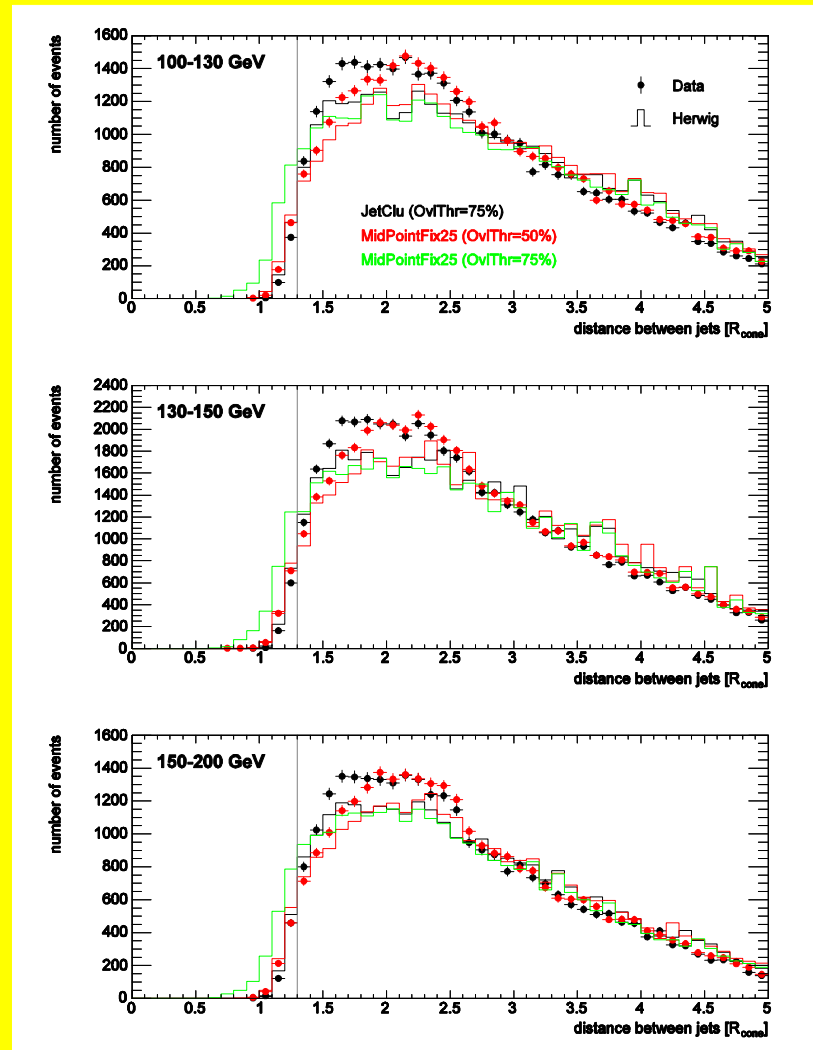 number of events
1600
1400
1200
1000
800
600
400
200
0
100-130 GeV
Data
Herwig
JetClu (OvlThr=75%)
MidPointFix25 (OvlThr=50%)
MidPointFix25 (OvlThr=75%)
0 0.5 1 1.5 2 2.5 3 3.5 4 4.5 5
distance between jets [R_cone]
number of events
2400
2200
2000
1800
1600
1400
1200
1000
800
600
400
200
0
130-150 GeV
0 0.5 1 1.5 2 2.5 3 3.5 4 4.5 5
distance between jets [R_cone]
number of events
1600
1400
1200
1000
800
600
400
200
0
150-200 GeV
0 0.5 1 1.5 2 2.5 3 3.5 4 4.5 5
distance between jets [R_cone]